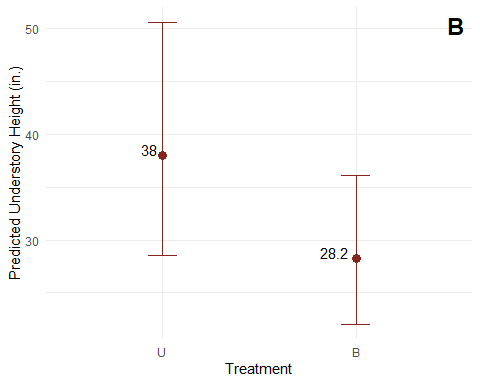 B
50
40
30
Predicted Understory Height (in.)
38
28.2
U
B
Treatment